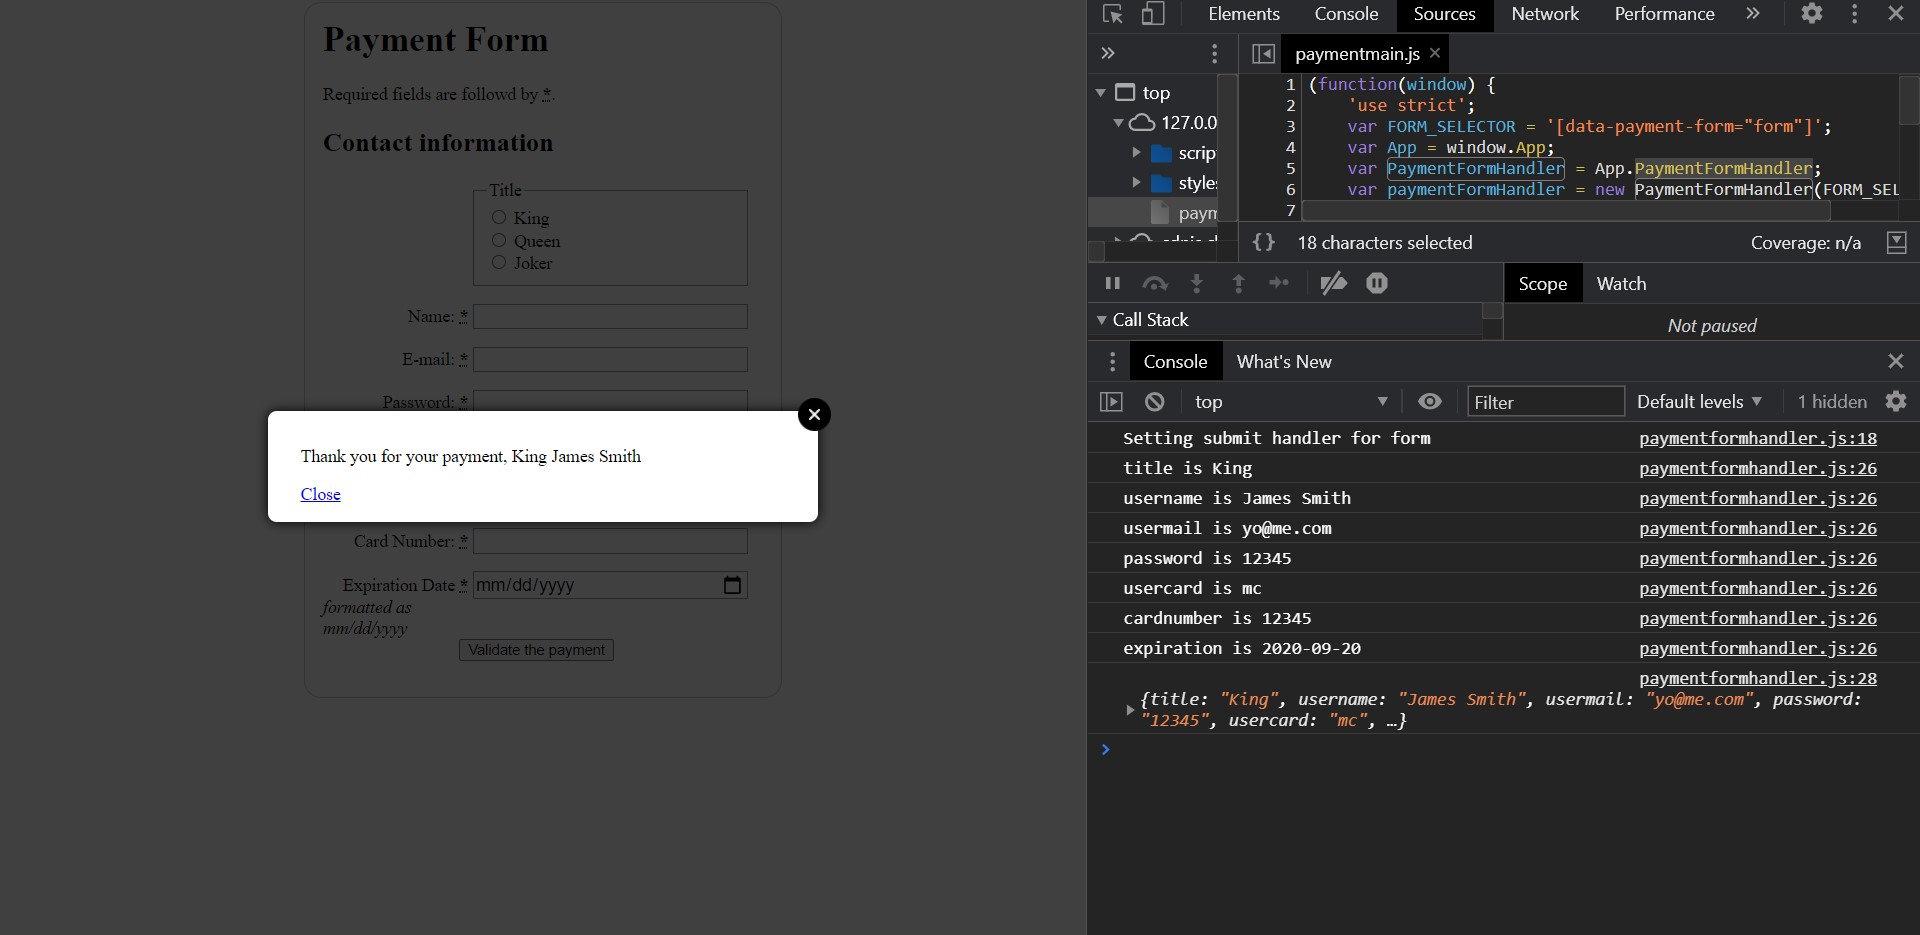 Payment Form
Required fields are followd by *.
Contact information
Title
King
Queen
Joker
Name: *
E-mail: *
Password: *
Thank you for your payment, King James Smith
Close
Card Number: *
Expiration Date *
mm/dd/yyyy
formatted as
mm/dd/yyyy
Validate the payment
Elements Console Sources Network Performance
paymentmain.js
top
127.0.0
scrip
style
paym
1 (function(window) {
2 'use strict';
3 var FORM_SELECTOR = '[data-payment-form="form"]';
4 var App = window.App;
5 var PaymentFormHandler = App.PaymentFormHandler;
6 var paymentFormHandler = new PaymentFormHandler(FORM_SEL
7
{} 18 characters selected Coverage: n/a
Scope Watch
Call Stack
Not paused
Console What's New
top Filter Default levels 1 hidden
Setting submit handler for form paymentformhandler.js:18
title is King paymentformhandler.js:26
username is James Smith paymentformhandler.js:26
usermail is yo@me.com paymentformhandler.js:26
password is 12345 paymentformhandler.js:26
usercard is mc paymentformhandler.js:26
cardnumber is 12345 paymentformhandler.js:26
expiration is 2020-09-20 paymentformhandler.js:26
paymentformhandler.js:28
{title: "King", username: "James Smith", usermail: "yo@me.com", password:
"12345", usercard: "mc", …}